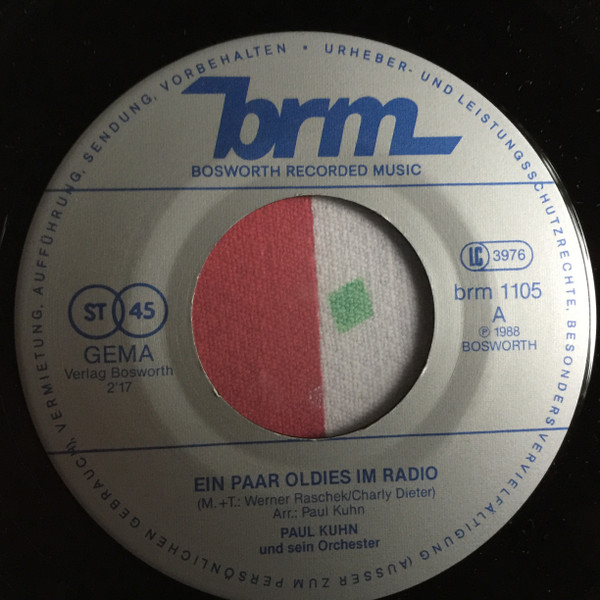 URHEBER- UND LEISTUNGSSCHUTZRECHTE, BESONDERS VERVIELFÄLTIGUNG (AUSSER ZUM PERSÖNLICHEN GEBRAUCH), VERMIETUNG, AUFFÜHRUNG, SENDUNG, VORBEHALTEN •
brm
BOSWORTH RECORDED MUSIC
LC 3976
brm 1105
A
℗ 1988
BOSWORTH
ST 45
GEMA
Verlag Bosworth
2'17
EIN PAAR OLDIES IM RADIO
(M.+T.: Werner Raschek/Charly Dieter)
Arr.: Paul Kuhn
PAUL KUHN
und sein Orchester